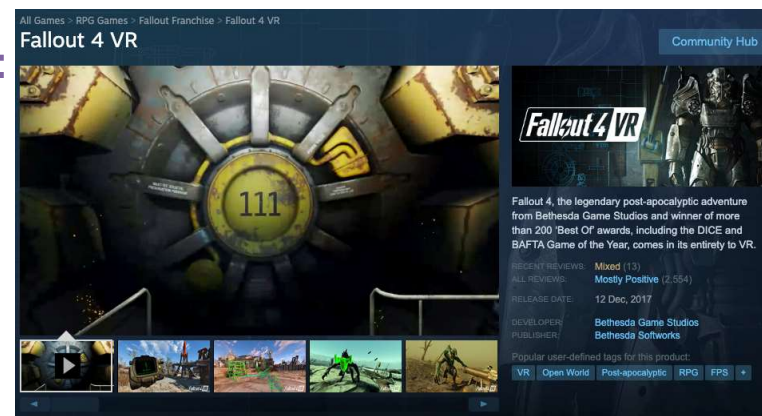 All Games > RPG Games > Fallout Franchise > Fallout 4 VR
Fallout 4 VR
Community Hub
111
Fallout 4 VR
Fallout 4, the legendary post-apocalyptic adventure
from Bethesda Game Studios and winner of more
than 200 'Best Of' awards, including the DICE and
BAFTA Game of the Year, comes in its entirety to VR.
RECENT REVIEWS: Mixed (13)
ALL REVIEWS: Mostly Positive (2,554)
RELEASE DATE: 12 Dec, 2017
DEVELOPER: Bethesda Game Studios
PUBLISHER: Bethesda Softworks
Popular user-defined tags for this product:
VR Open World Post-apocalyptic RPG FPS +